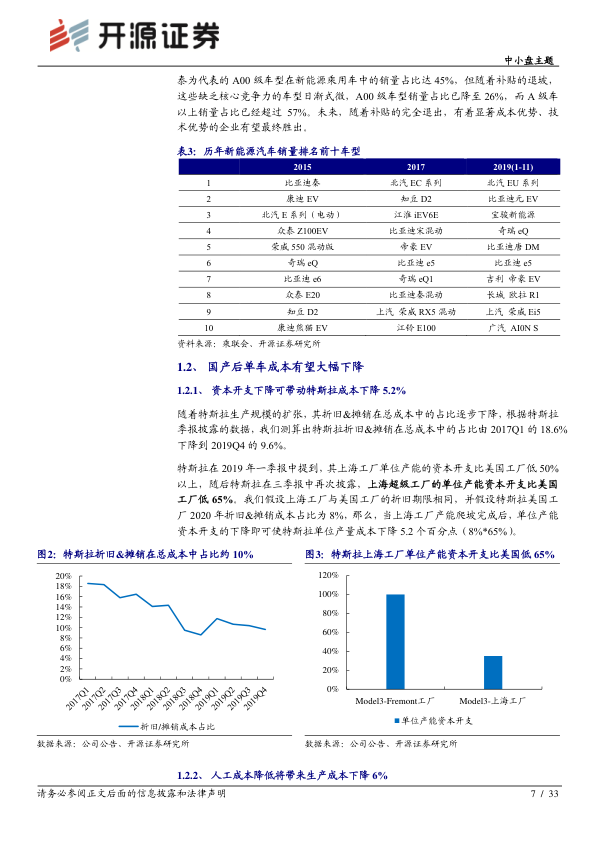 开源证券
中小盘主题
泰为代表的 A00 级车型在新能源乘用车中的销量占比达 45%，但随着补贴的退坡，
这些缺乏核心竞争力的车型日渐式微，A00 级车型销量占比已降至 26%，而 A 级车
以上销量占比已经超过 57%。未来，随着补贴的完全退出，有着显著成本优势、技
术优势的企业有望最终胜出。
表3：历年新能源汽车销量排名前十车型
2015 2017 2019(1-11)
1 比亚迪秦 北汽 EC 系列 北汽 EU 系列
2 康迪 EV 知豆 D2 比亚迪元 EV
3 北汽 E 系列（电动） 江淮 iEV6E 宝骏新能源
4 众泰 Z100EV 比亚迪宋混动 奇瑞 eQ
5 荣威 550 混动版 帝豪 EV 比亚迪唐 DM
6 奇瑞 eQ 比亚迪 e5 比亚迪 e5
7 比亚迪 e6 奇瑞 eQ1 吉利 帝豪 EV
8 众泰 E20 比亚迪秦混动 长城 欧拉 R1
9 知豆 D2 上汽 荣威 RX5 混动 上汽 荣威 Ei5
10 康迪熊猫 EV 江铃 E100 广汽 AION S
资料来源：乘联会、开源证券研究所
1.2、 国产后单车成本有望大幅下降
1.2.1、 资本开支下降可带动特斯拉成本下降 5.2%
随着特斯拉生产规模的扩张，其折旧&摊销在总成本中的占比逐步下降，根据特斯拉
季报披露的数据，我们测算出特斯拉折旧&摊销在总成本中的占比由 2017Q1 的 18.6%
下降到 2019Q4 的 9.6%。
特斯拉在 2019 年一季报中提到，其上海工厂单位产能的资本开支比美国工厂低 50%
以上，随后特斯拉在三季报中再次披露，上海超级工厂的单位产能资本开支比美国
工厂低 65%。我们假设上海工厂与美国工厂的折旧期限相同，并假设特斯拉美国工
厂 2020 年折旧&摊销成本占比为 8%，那么，当上海工厂产能爬坡完成后，单位产能
资本开支的下降即可使特斯拉单位产量成本下降 5.2 个百分点（8%*65%）。
图2：特斯拉折旧&摊销在总成本中占比约 10%
20%
18%
16%
14%
12%
10%
8%
6%
4%
2%
0%
2017Q1
2017Q2
2017Q3
2017Q4
2018Q1
2018Q2
2018Q3
2018Q4
2019Q1
2019Q2
2019Q3
2019Q4
折旧/摊销成本占比
数据来源：公司公告、开源证券研究所
图3：特斯拉上海工厂单位产能资本开支比美国低 65%
120%
100%
80%
60%
40%
20%
0%
Model3-Fremont工厂 Model3-上海工厂
单位产能资本开支
数据来源：公司公告、开源证券研究所
1.2.2、 人工成本降低将带来生产成本下降 6%
请务必参阅正文后面的信息披露和法律声明
7 / 33